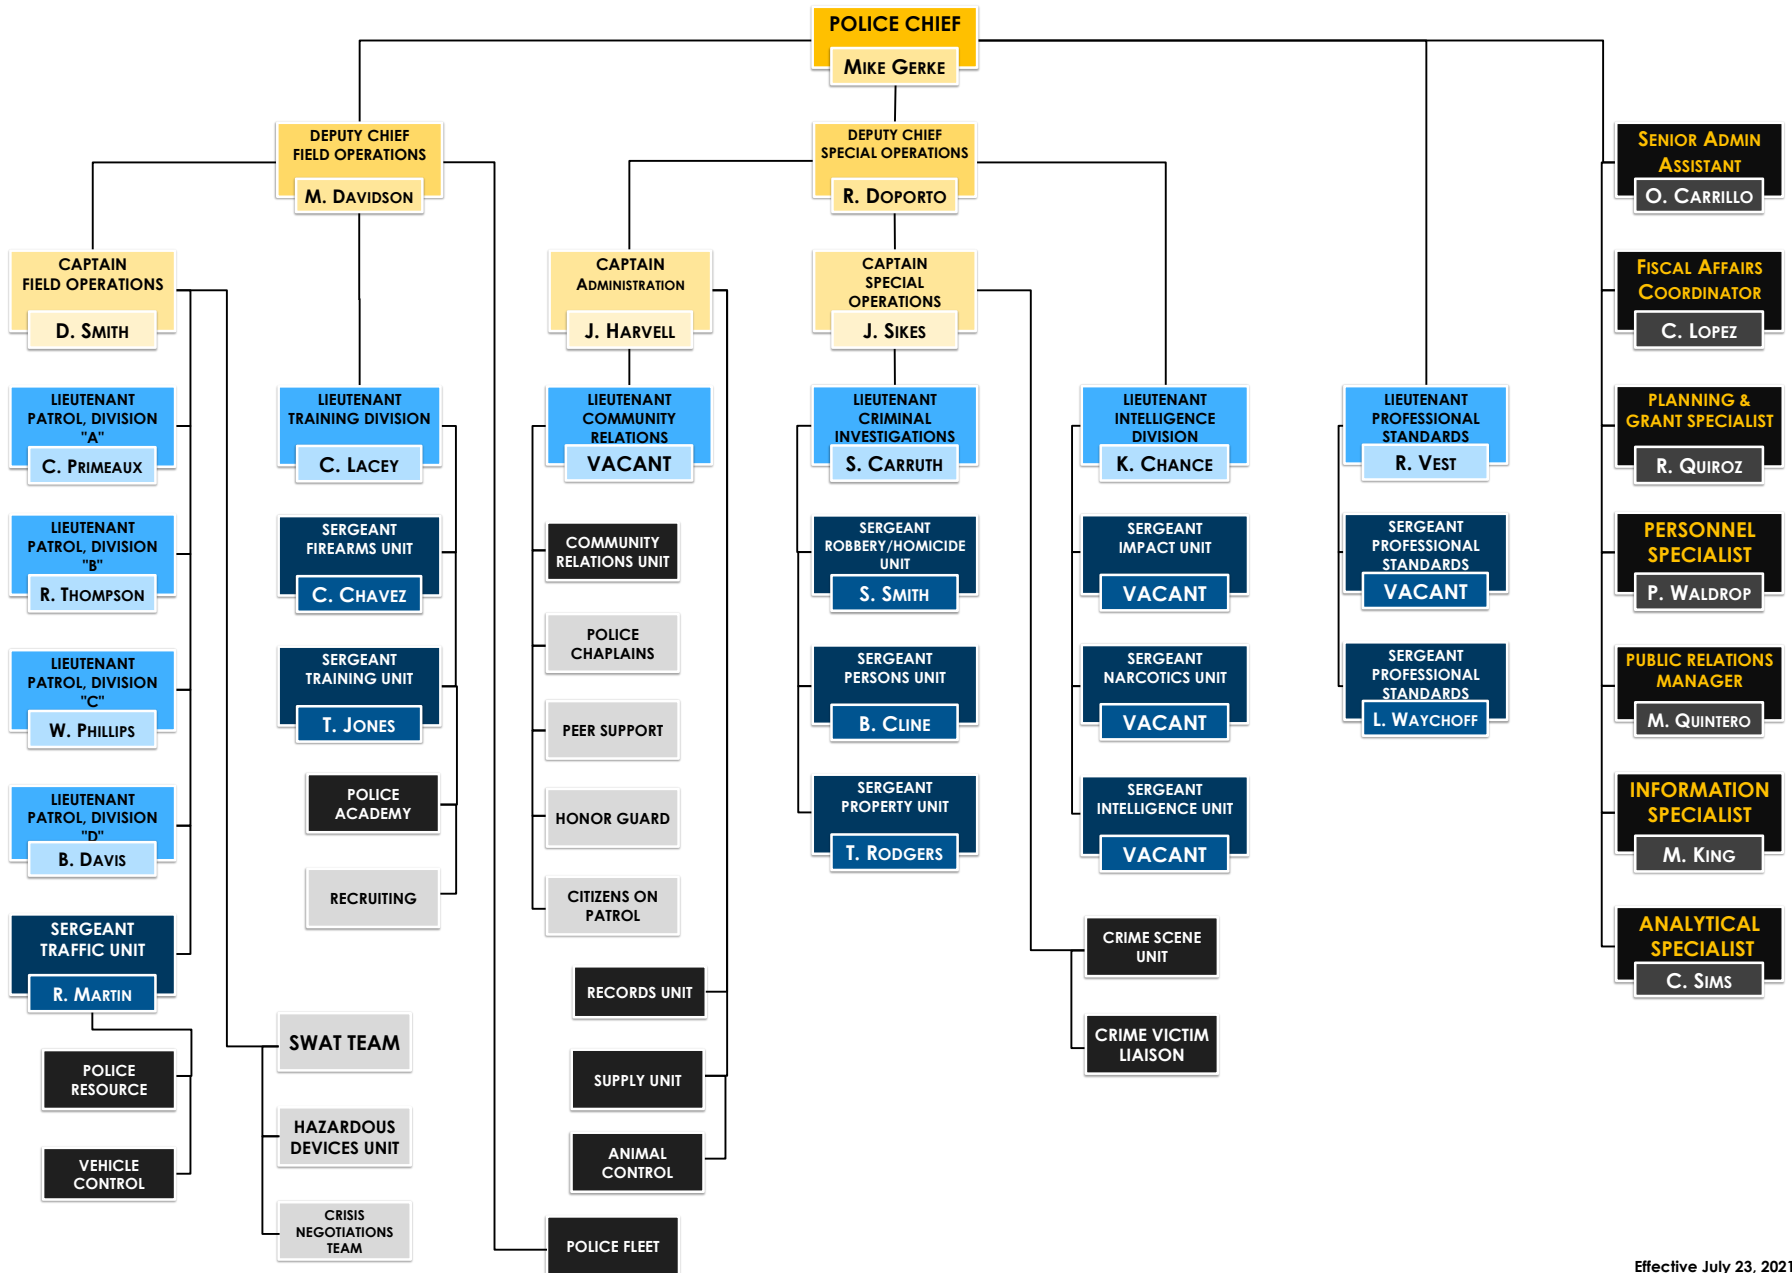 POLICE CHIEF
MIKE GERKE
DEPUTY CHIEF
FIELD OPERATIONS
M. DAVIDSON
DEPUTY CHIEF
SPECIAL OPERATIONS
R. DOPORTO
SENIOR ADMIN
ASSISTANT
O. CARRILLO
CAPTAIN
FIELD OPERATIONS
D. SMITH
CAPTAIN
ADMINISTRATION
J. HARVELL
CAPTAIN
SPECIAL
OPERATIONS
J. SIKES
FISCAL AFFAIRS
COORDINATOR
C. LOPEZ
LIEUTENANT
PATROL, DIVISION
"A"
C. PRIMEAUX
LIEUTENANT
TRAINING DIVISION
C. LACEY
LIEUTENANT
COMMUNITY
RELATIONS
VACANT
LIEUTENANT
CRIMINAL
INVESTIGATIONS
S. CARRUTH
LIEUTENANT
INTELLIGENCE
DIVISION
K. CHANCE
LIEUTENANT
PROFESSIONAL
STANDARDS
R. VEST
PLANNING &
GRANT SPECIALIST
R. QUIROZ
LIEUTENANT
PATROL, DIVISION
"B"
R. THOMPSON
SERGEANT
FIREARMS UNIT
C. CHAVEZ
COMMUNITY
RELATIONS UNIT
SERGEANT
ROBBERY/HOMICIDE
UNIT
S. SMITH
SERGEANT
IMPACT UNIT
VACANT
SERGEANT
PROFESSIONAL
STANDARDS
VACANT
PERSONNEL
SPECIALIST
P. WALDROP
LIEUTENANT
PATROL, DIVISION
"C"
W. PHILLIPS
SERGEANT
TRAINING UNIT
T. JONES
POLICE
CHAPLAINS
PEER SUPPORT
SERGEANT
PERSONS UNIT
B. CLINE
SERGEANT
NARCOTICS UNIT
VACANT
SERGEANT
PROFESSIONAL
STANDARDS
L. WAYCHOFF
PUBLIC RELATIONS
MANAGER
M. QUINTERO
LIEUTENANT
PATROL, DIVISION
"D"
B. DAVIS
POLICE
ACADEMY
HONOR GUARD
SERGEANT
PROPERTY UNIT
T. RODGERS
SERGEANT
INTELLIGENCE UNIT
VACANT
INFORMATION
SPECIALIST
M. KING
RECRUITING
CITIZENS ON
PATROL
SERGEANT
TRAFFIC UNIT
R. MARTIN
RECORDS UNIT
CRIME SCENE
UNIT
ANALYTICAL
SPECIALIST
C. SIMS
SWAT TEAM
CRIME VICTIM
LIAISON
POLICE
RESOURCE
SUPPLY UNIT
HAZARDOUS
DEVICES UNIT
VEHICLE
CONTROL
ANIMAL
CONTROL
CRISIS
NEGOTIATIONS
TEAM
POLICE FLEET
Effective July 23, 2021